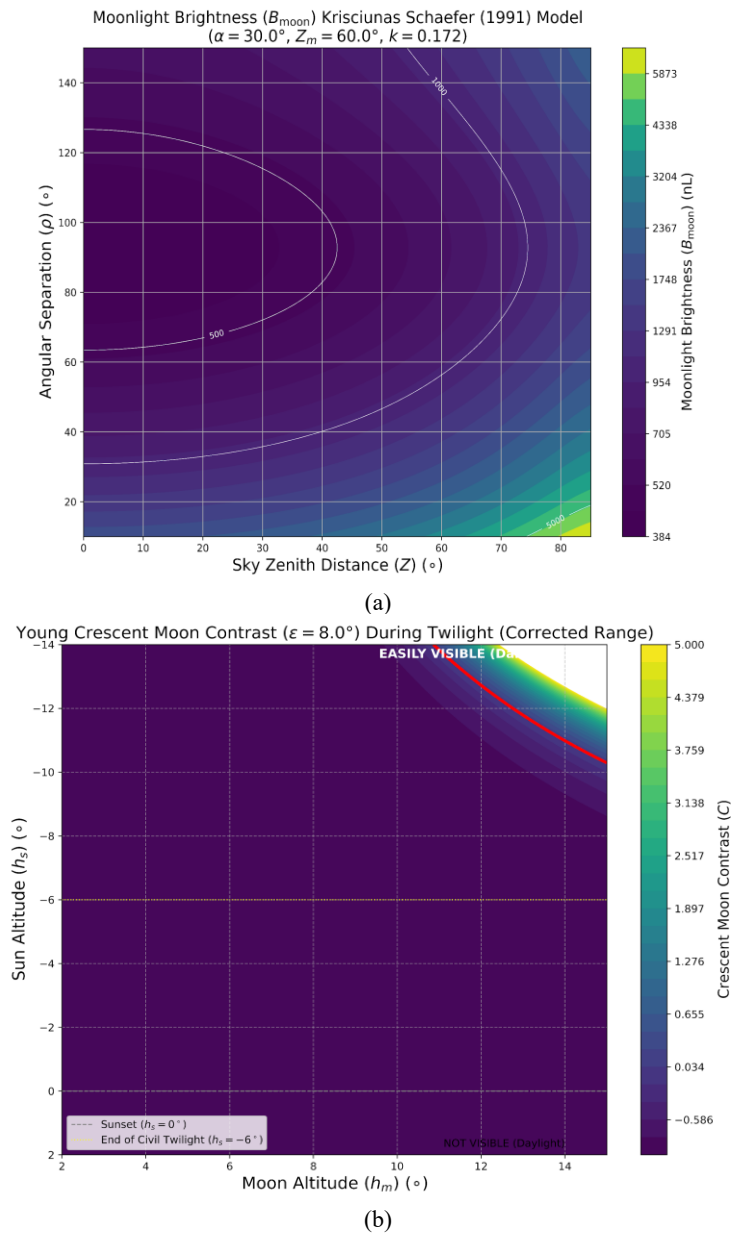 Moonlight Brightness (B_moon) Krisciunas Schaefer (1991) Model
(α = 30.0°, Z_m = 60.0°, k = 0.172)
Angular Separation (ρ) (∘)
140
120
100
80
60
40
20
1000
500
5000
0 10 20 30 40 50 60 70 80
Sky Zenith Distance (Z) (∘)
5873
4338
3204
2367
1748
1291
954
705
520
384
Moonlight Brightness (B_moon) (nL)
(a)
Young Crescent Moon Contrast (ε = 8.0°) During Twilight (Corrected Range)
EASILY VISIBLE (Da
Sun Altitude (h_s) (∘)
−14
−12
−10
−8
−6
−4
−2
0
2
Sunset (h_s = 0°)
End of Civil Twilight (h_s = −6°)
NOT VISIBLE (Daylight)
2 4 6 8 10 12 14
Moon Altitude (h_m) (∘)
5.000
4.379
3.759
3.138
2.517
1.897
1.276
0.655
0.034
−0.586
Crescent Moon Contrast (C)
(b)